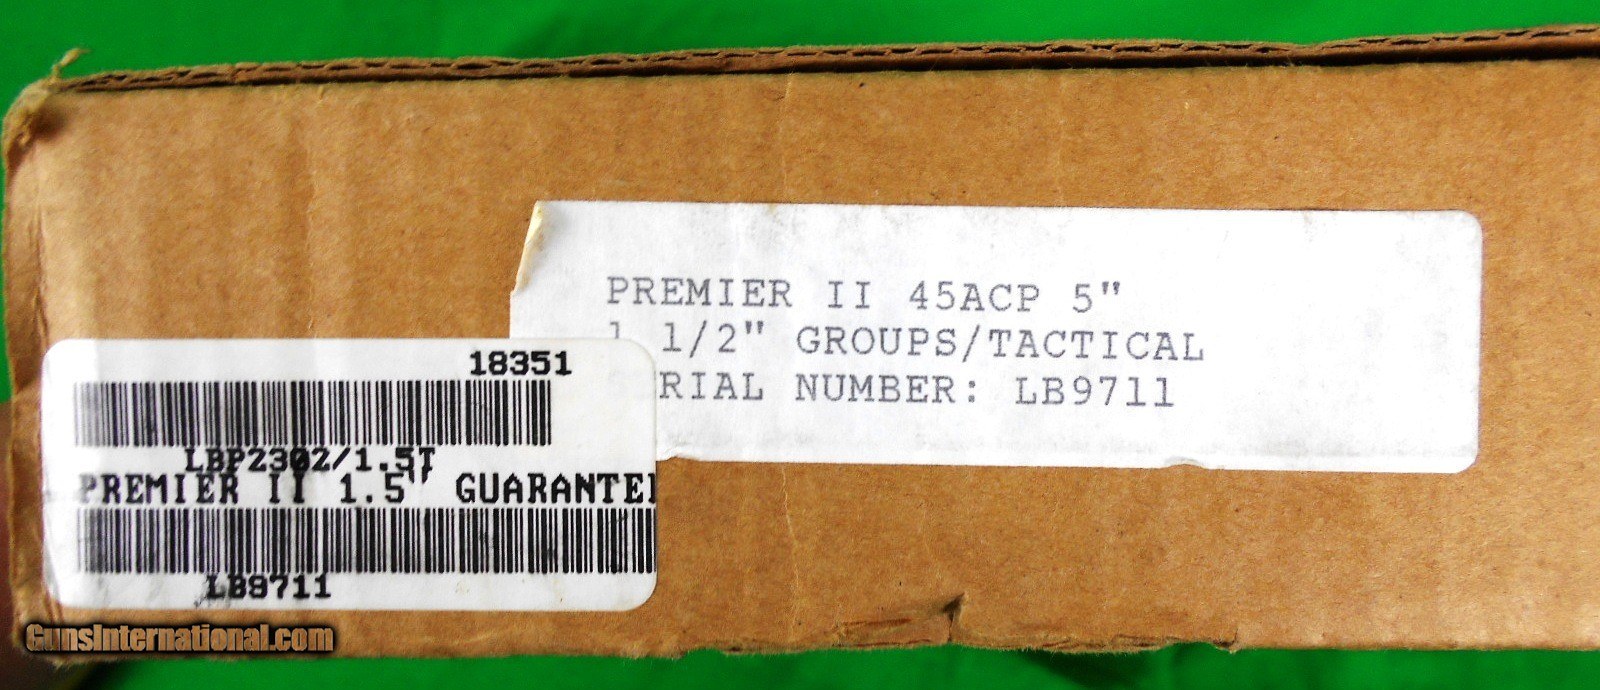 PREMIER II 45ACP 5"
1 1/2" GROUPS/TACTICAL
RIAL NUMBER: LB9711
18351
LBP2302/1.5T
PREMIER II 1.5" GUARANTE
LB9711
GunsInternational.com